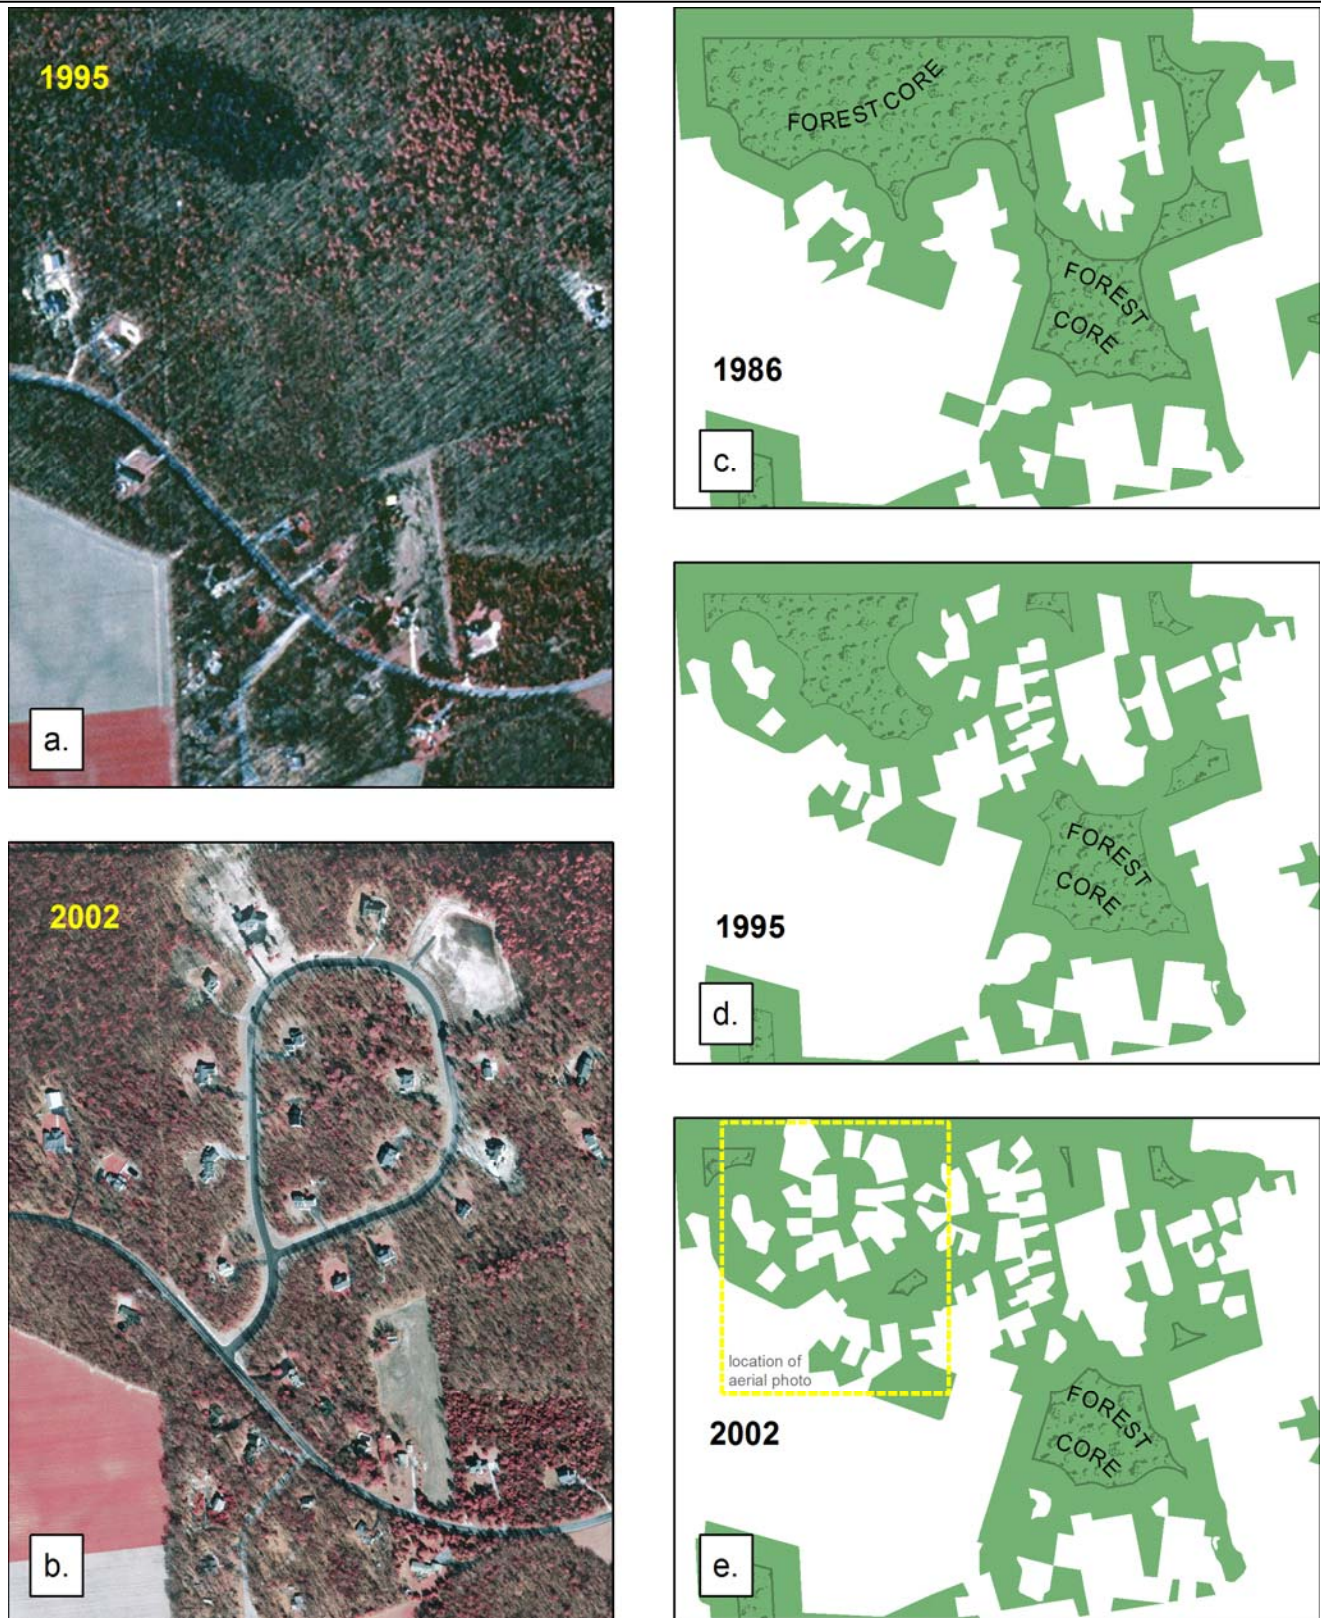 1995
a.
2002
b.
FOREST CORE
FOREST
CORE
1986
c.
FOREST
CORE
1995
d.
location of
aerial photo
FOREST
CORE
2002
e.